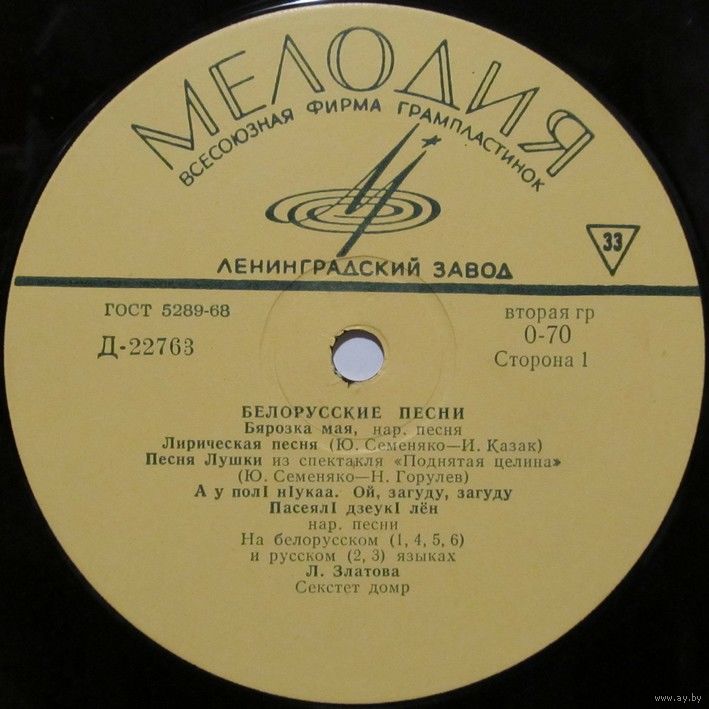 МЕЛОДИЯ
ВСЕСОЮЗНАЯ ФИРМА ГРАМПЛАСТИНОК
ЛЕНИНГРАДСКИЙ ЗАВОД
33
ГОСТ 5289-68
Д-22763
вторая гр
0-70
Сторона 1
БЕЛОРУССКИЕ ПЕСНИ
Бярозка мая, нар. песня
Лирическая песня (Ю. Семеняко—И. Казак)
Песня Лушки из спектакля «Поднятая целина»
(Ю. Семеняко—Н. Горулев)
А у полI нIукаа. Ой, загуду, загуду
ПасеялI дзеукI лён
нар. песни
На белорусском (1, 4, 5, 6)
и русском (2, 3) языках
Л. Златова
Секстет домр
www.ay.by